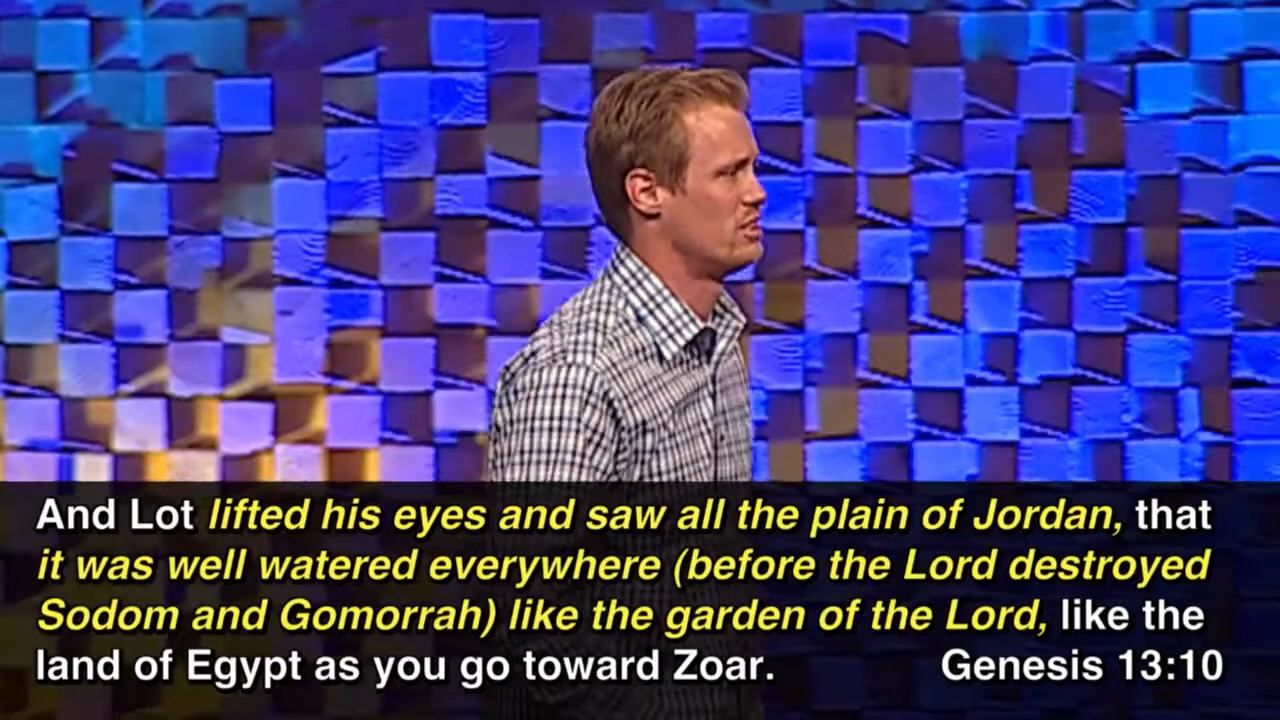 And Lot lifted his eyes and saw all the plain of Jordan, that
it was well watered everywhere (before the Lord destroyed
Sodom and Gomorrah) like the garden of the Lord, like the
land of Egypt as you go toward Zoar. Genesis 13:10